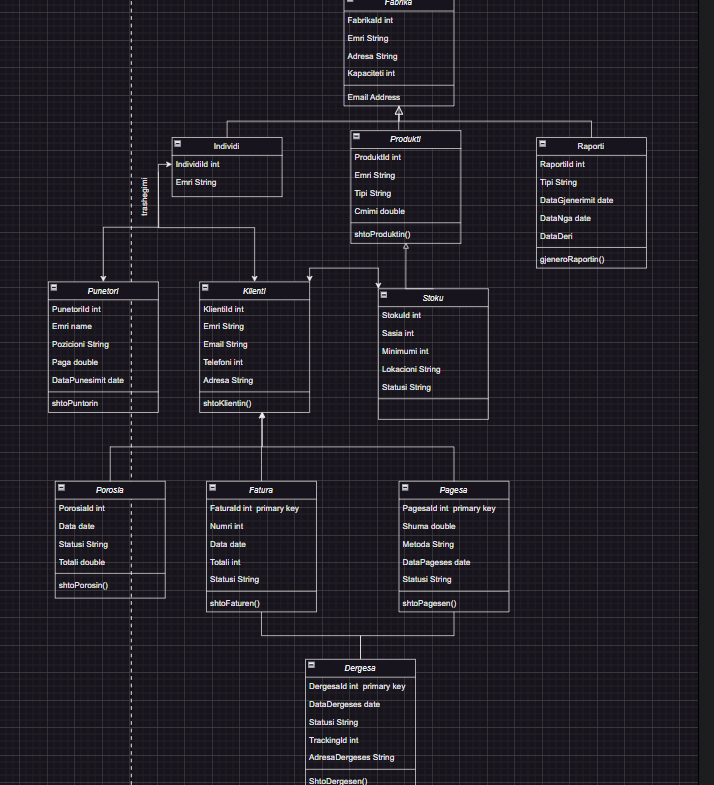 Fabrika
FabrikaId int
Emri String
Adresa String
Kapaciteti int
Email Address
Individi
IndividiId int
Emri String
Produkti
ProduktId int
Emri String
Tipi String
Cmimi double
shtoProduktin()
Raporti
RaportiId int
Tipi String
DataGjenerimit date
DataNga date
DataDeri
gjeneroRaportin()
trashegimi
Punetori
PunetoriId int
Emri name
Pozicioni String
Paga double
DataPunesimit date
shtoPuntorin
Klienti
KlientiId int
Emri String
Email String
Telefoni int
Adresa String
shtoKlientin()
Stoku
StokuId int
Sasia int
Minimumi int
Lokacioni String
Statusi String
Porosia
PorosiaId int
Data date
Statusi String
Totali double
shtoPorosin()
Fatura
FaturaId int primary key
Numri int
Data date
Totali int
Statusi String
shtoFaturen()
Pagesa
PagesaId int primary key
Shuma double
Metoda String
DataPageses date
Statusi String
shtoPagesen()
Dergesa
DergesaId int primary key
DataDergeses date
Statusi String
TrackingId int
AdresaDergeses String
ShtoDergesen()